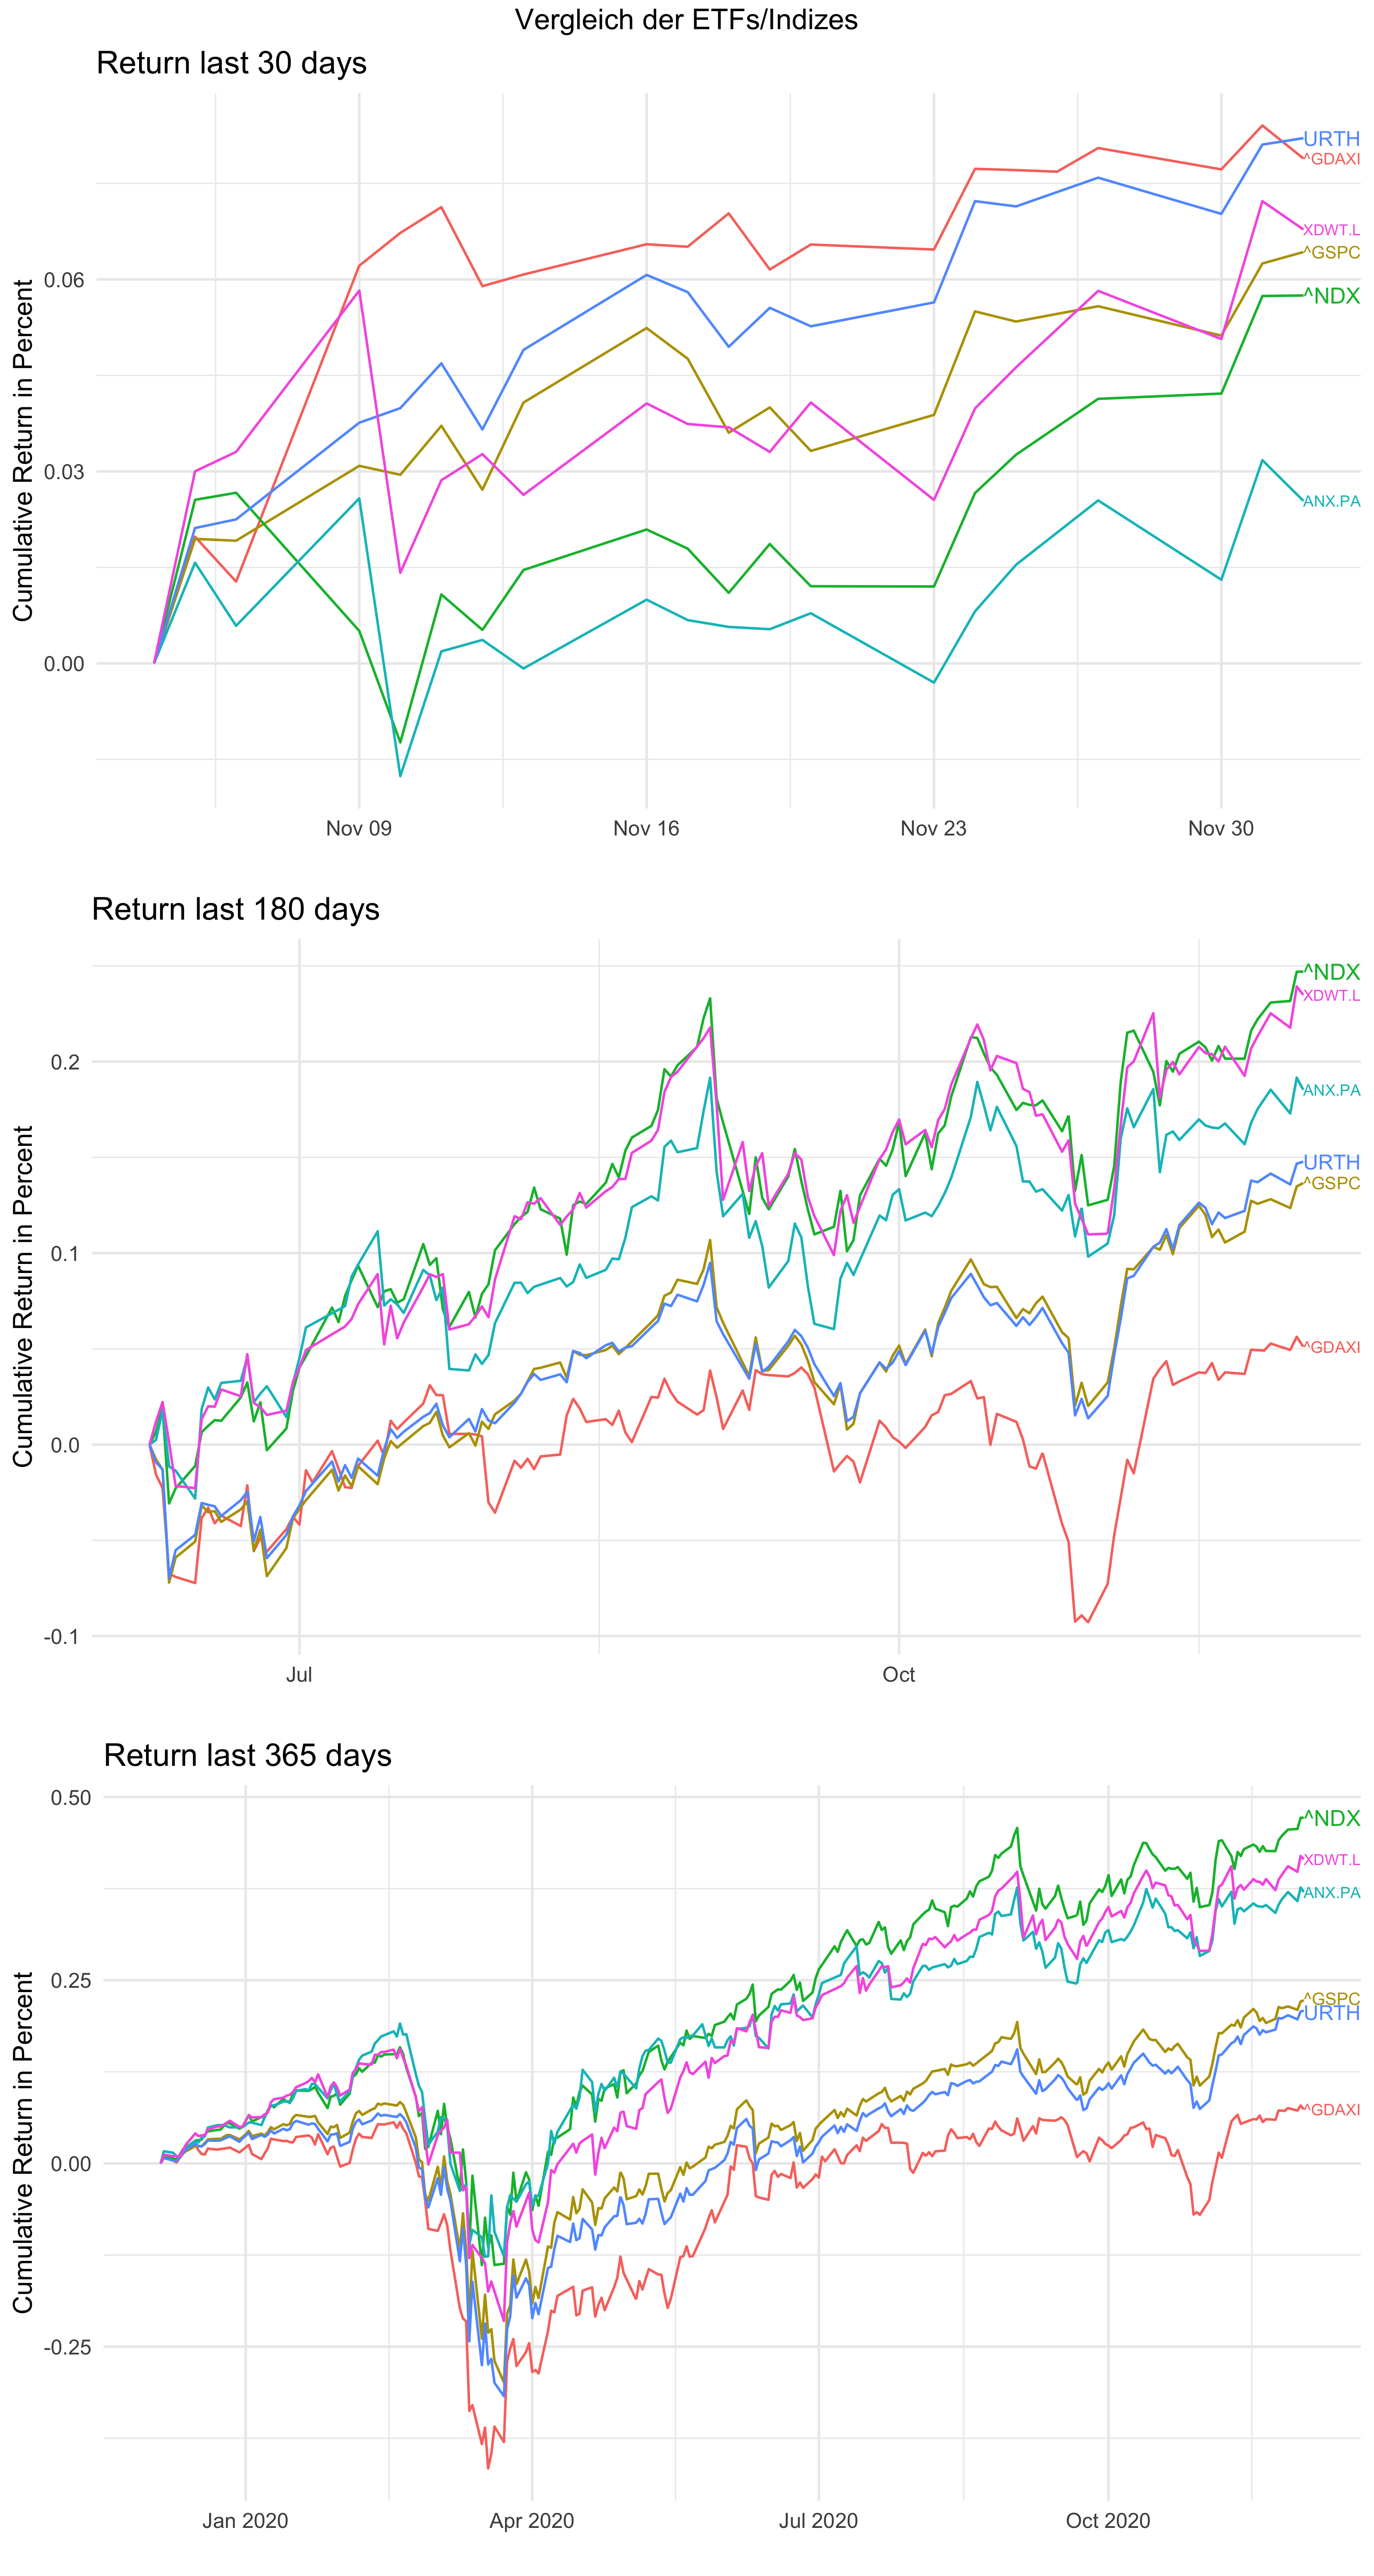 Vergleich der ETFs/Indizes
Return last 30 days
Cumulative Return in Percent
0.06
0.03
0.00
URTH
^GDAXI
XDWT.L
^GSPC
^NDX
ANX.PA
Nov 09 Nov 16 Nov 23 Nov 30
Return last 180 days
Cumulative Return in Percent
0.2
0.1
0.0
-0.1
^NDX
XDWT.L
ANX.PA
URTH
^GSPC
^GDAXI
Jul Oct
Return last 365 days
Cumulative Return in Percent
0.50
0.25
0.00
-0.25
^NDX
XDWT.L
ANX.PA
^GSPC
URTH
^GDAXI
Jan 2020 Apr 2020 Jul 2020 Oct 2020